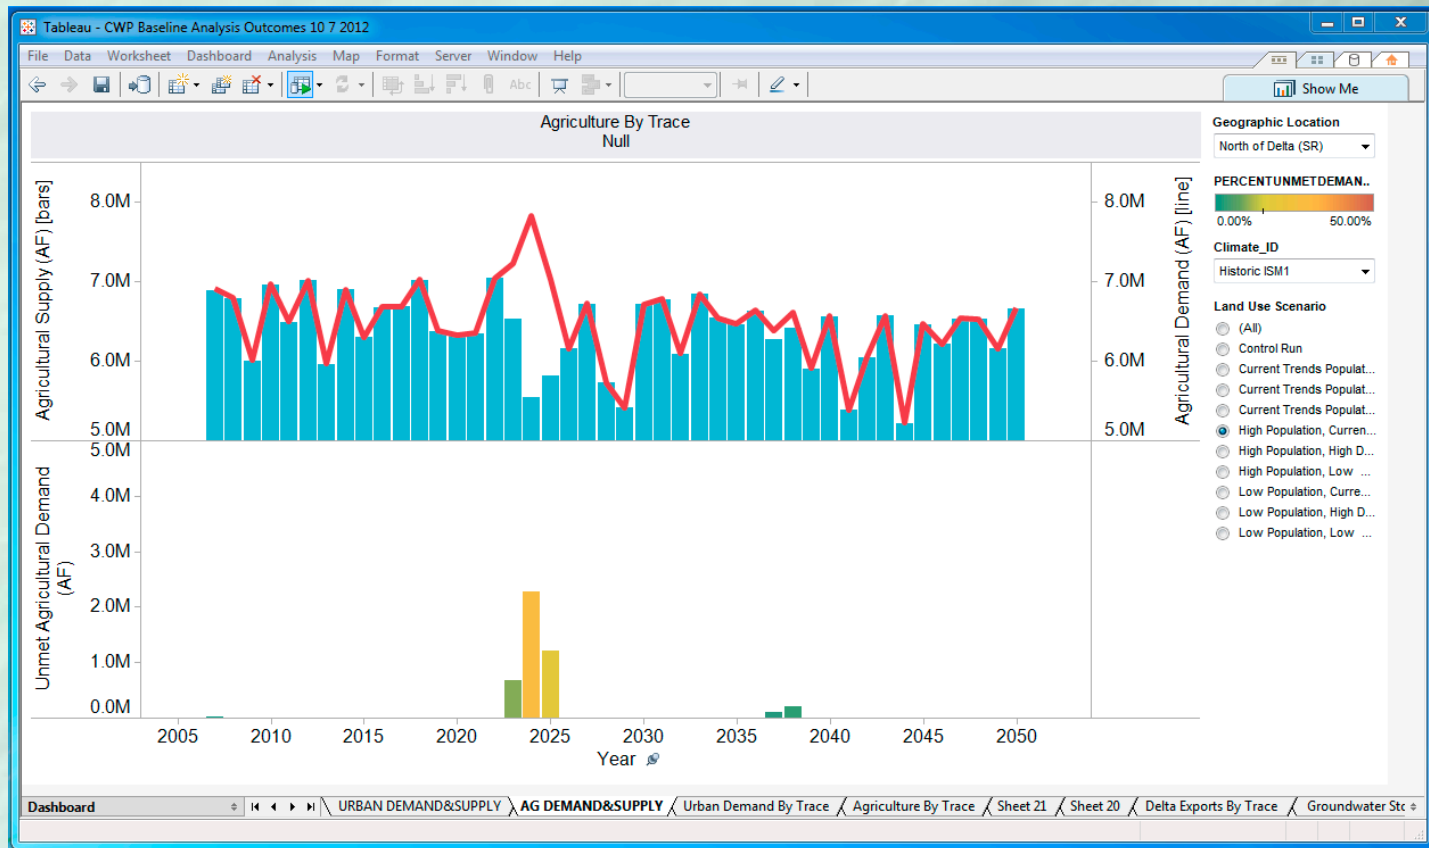 Tableau - CWP Baseline Analysis Outcomes 10 7 2012
File Data Worksheet Dashboard Analysis Map Format Server Window Help
Abc
Show Me
Agriculture By Trace
Null
Agricultural Supply (AF) [bars]
8.0M
7.0M
6.0M
5.0M
8.0M
7.0M
6.0M
5.0M
Agricultural Demand (AF) [line]
Unmet Agricultural Demand
(AF)
5.0M
4.0M
3.0M
2.0M
1.0M
0.0M
2005 2010 2015 2020 2025 2030 2035 2040 2045 2050
Year
Geographic Location
North of Delta (SR)
PERCENTUNMETDEMAN..
0.00% 50.00%
Climate_ID
Historic ISM1
Land Use Scenario
(All)
Control Run
Current Trends Populat...
Current Trends Populat...
Current Trends Populat...
High Population, Curren...
High Population, High D...
High Population, Low ...
Low Population, Curre...
Low Population, High D...
Low Population, Low ...
Dashboard URBAN DEMAND&SUPPLY AG DEMAND&SUPPLY Urban Demand By Trace Agriculture By Trace Sheet 21 Sheet 20 Delta Exports By Trace Groundwater Stc